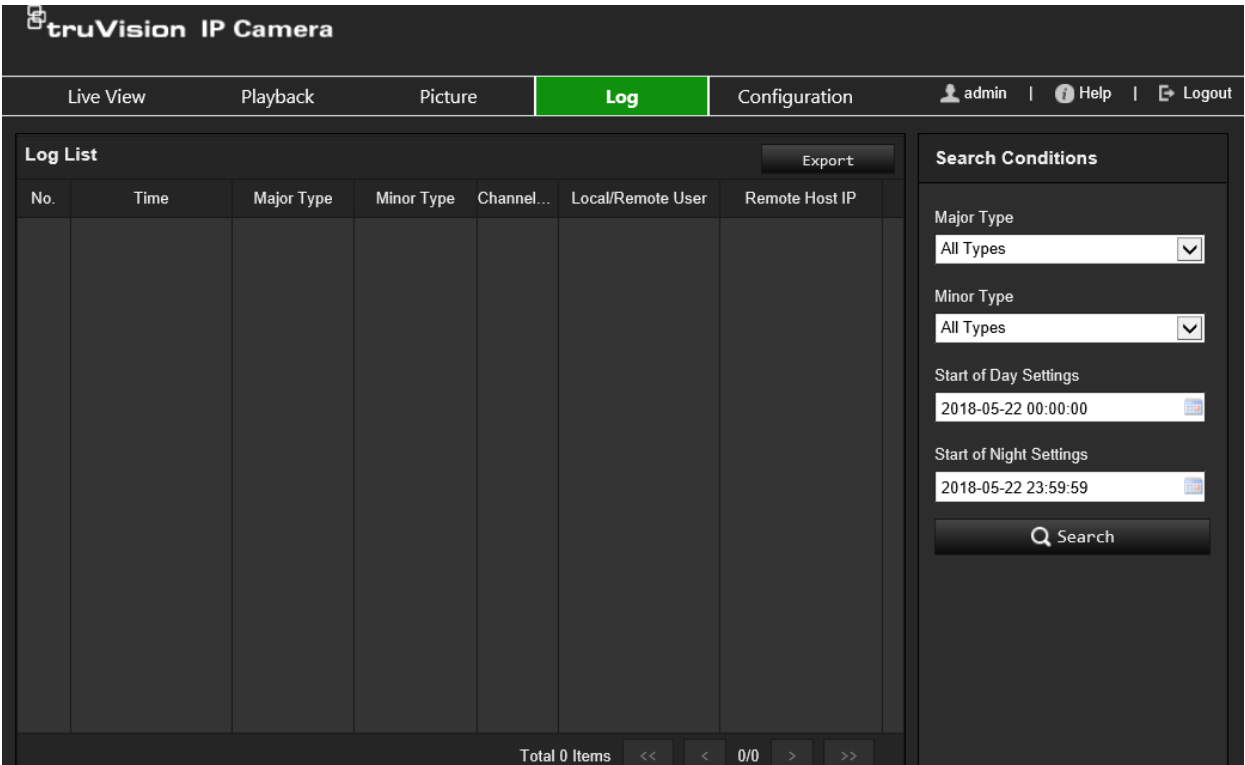 truVision IP Camera
Live View Playback Picture Log Configuration admin | Help | Logout
Log List Export
No. Time Major Type Minor Type Channel... Local/Remote User Remote Host IP
Total 0 Items << < 0/0 > >>
Search Conditions
Major Type
All Types
Minor Type
All Types
Start of Day Settings
2018-05-22 00:00:00
Start of Night Settings
2018-05-22 23:59:59
Search